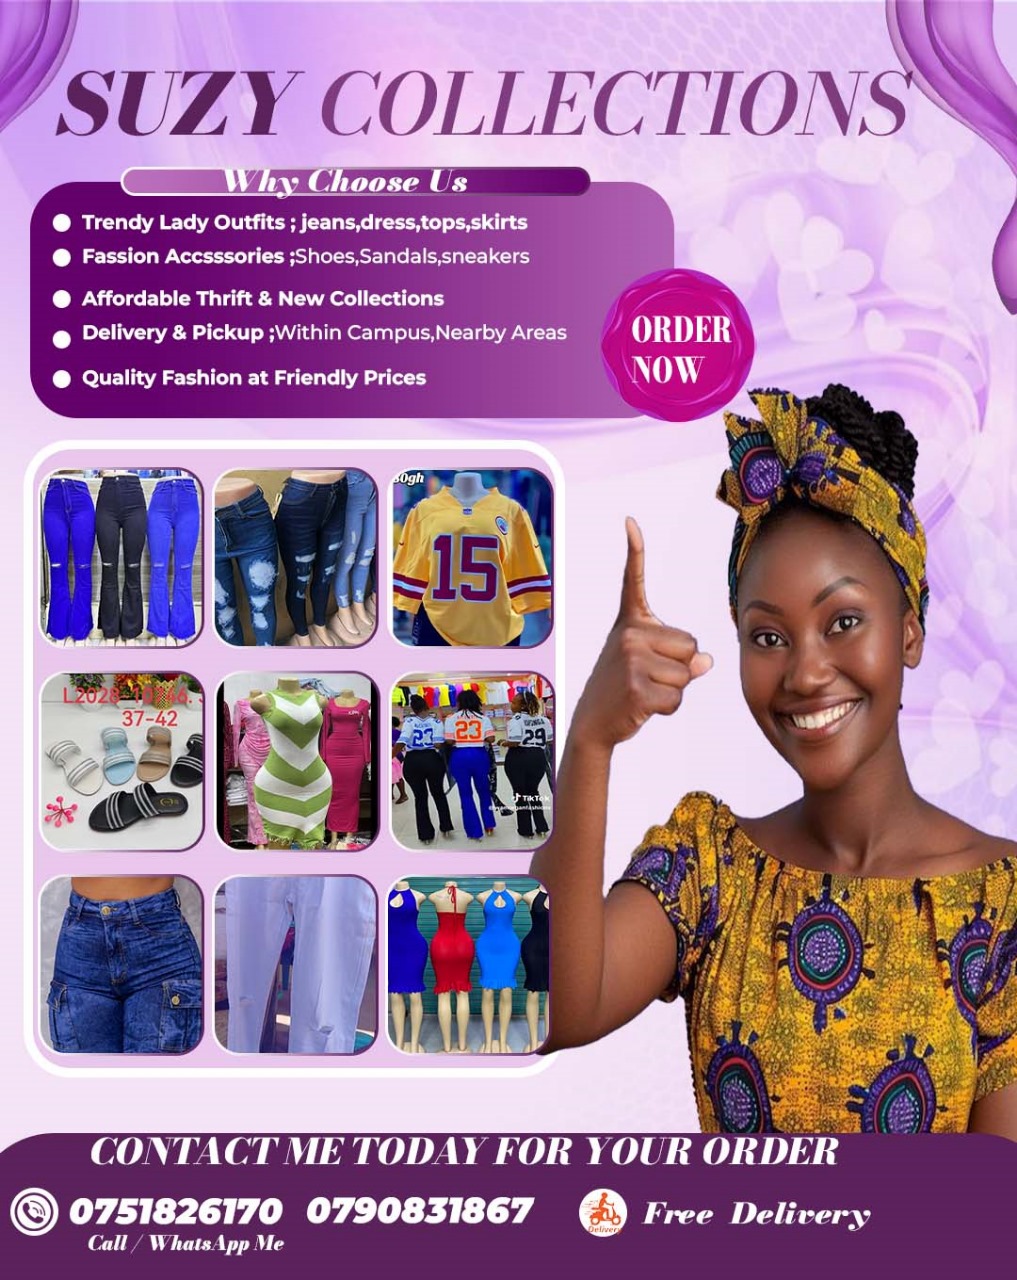 SUZY COLLECTIONS
Why Choose Us
Trendy Lady Outfits ; jeans,dress,tops,skirts
Fassion Accsssories ;Shoes,Sandals,sneakers
Affordable Thrift & New Collections
Delivery & Pickup ;Within Campus,Nearby Areas
Quality Fashion at Friendly Prices
ORDER
NOW
15
37-42
23
23
29
TikTok
CONTACT ME TODAY FOR YOUR ORDER
0751826170 0790831867
Call / WhatsApp Me
Delivery
Free Delivery